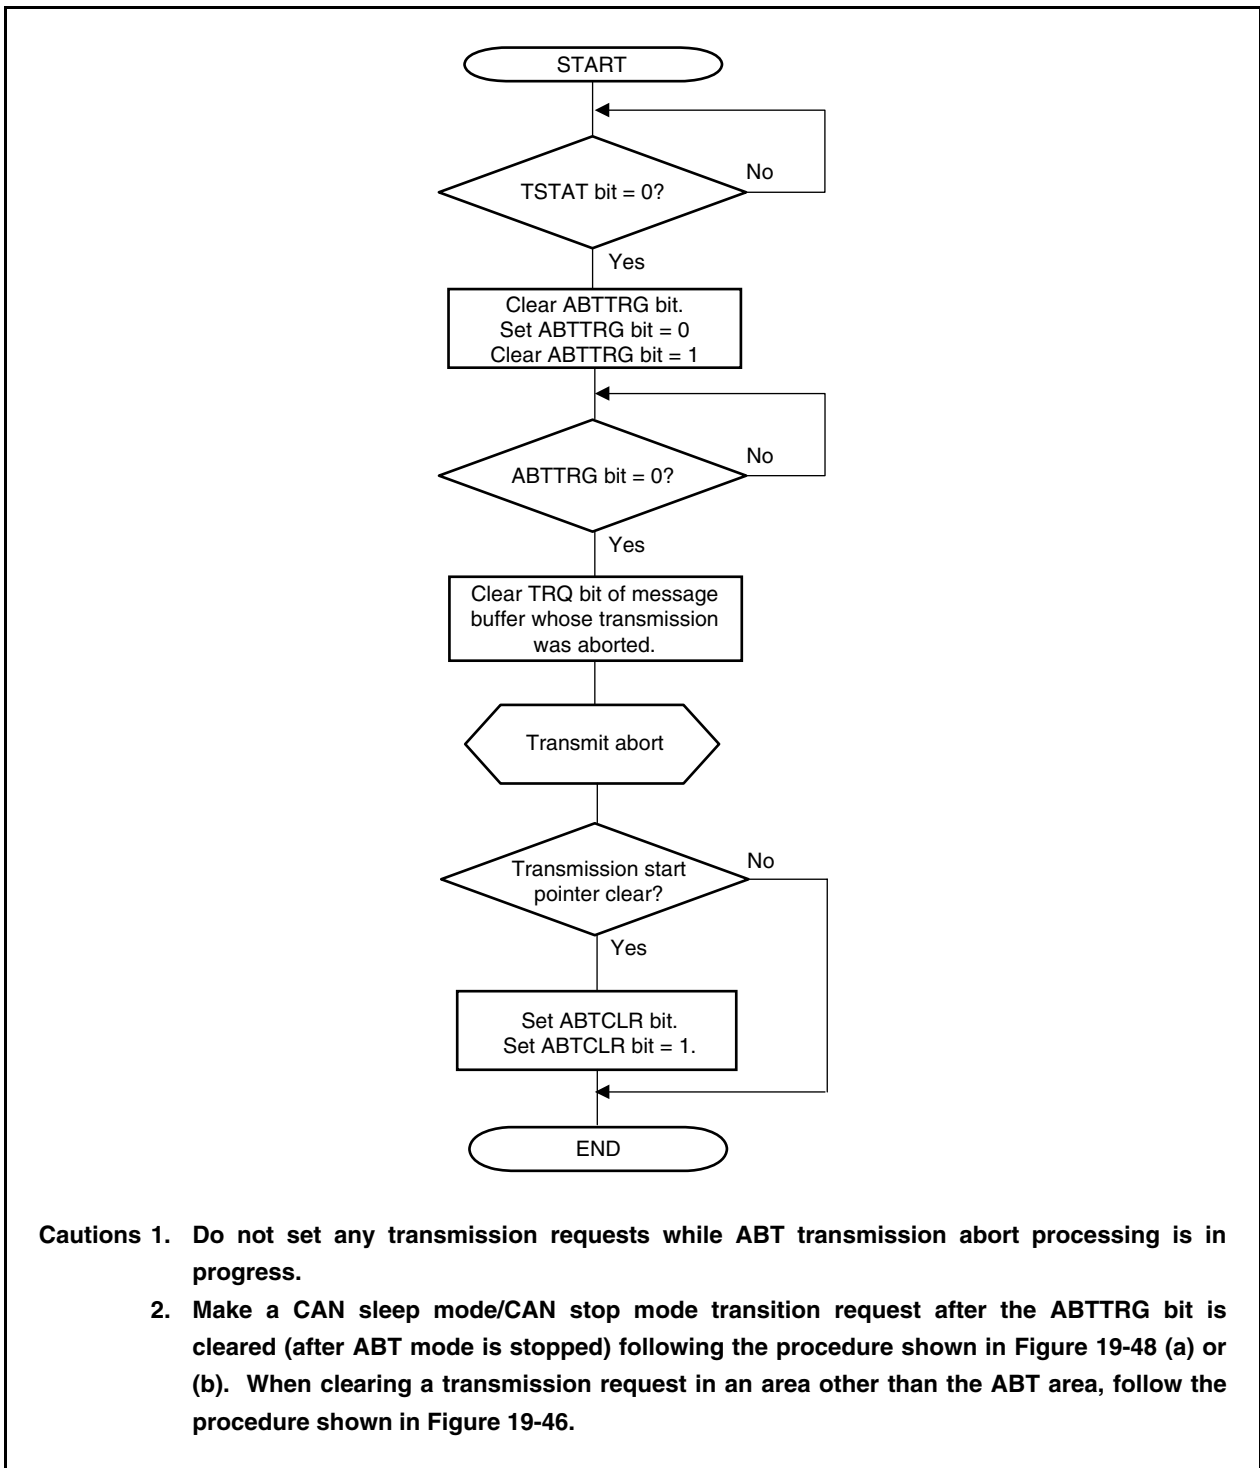 START
No
TSTAT bit = 0?
Yes
Clear ABTTRG bit.
Set ABTTRG bit = 0
Clear ABTTRG bit = 1
No
ABTTRG bit = 0?
Yes
Clear TRQ bit of message
buffer whose transmission
was aborted.
Transmit abort
No
Transmission start
pointer clear?
Yes
Set ABTCLR bit.
Set ABTCLR bit = 1.
END
Cautions 1. Do not set any transmission requests while ABT transmission abort processing is in
progress.
2. Make a CAN sleep mode/CAN stop mode transition request after the ABTTRG bit is
cleared (after ABT mode is stopped) following the procedure shown in Figure 19-48 (a) or
(b). When clearing a transmission request in an area other than the ABT area, follow the
procedure shown in Figure 19-46.